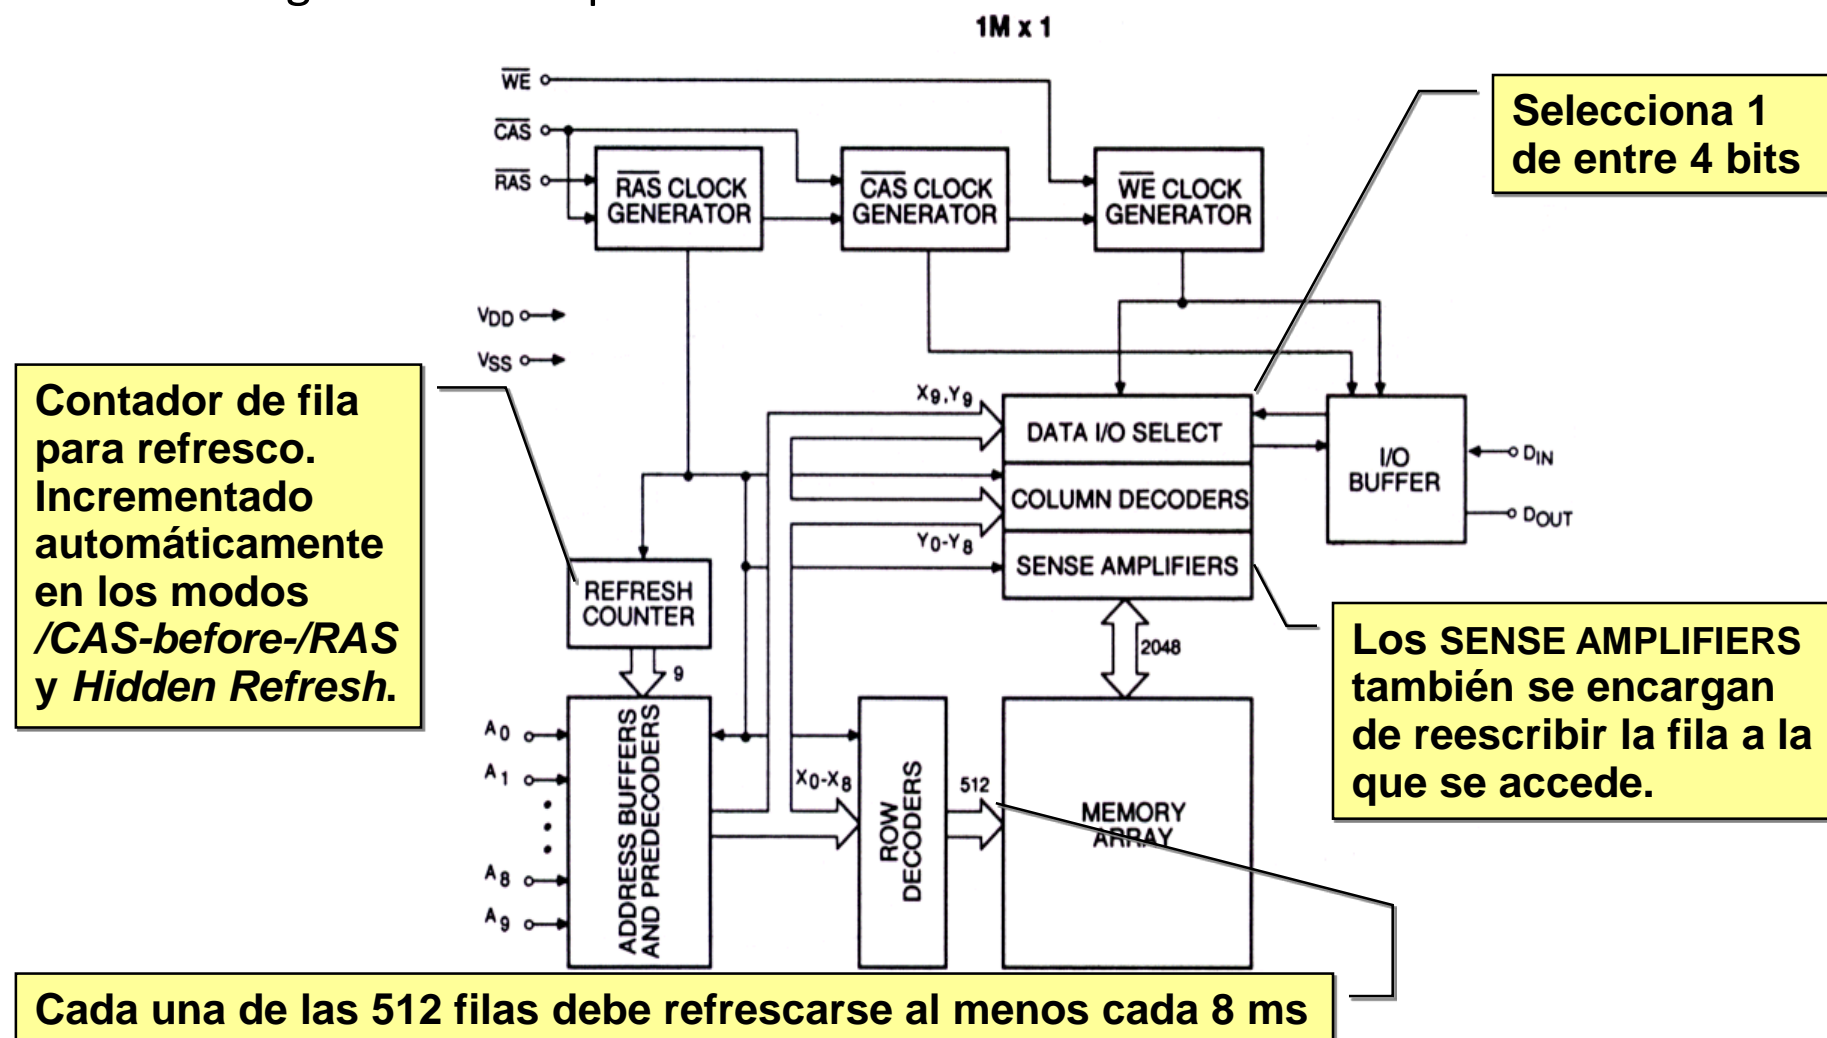 1M x 1
WE
CAS
RAS
RAS CLOCK
GENERATOR
CAS CLOCK
GENERATOR
WE CLOCK
GENERATOR
Selecciona 1
de entre 4 bits
VDD
VSS
Contador de fila
para refresco.
Incrementado
automáticamente
en los modos
/CAS-before-/RAS
y Hidden Refresh.
X9,Y9
DATA I/O SELECT
COLUMN DECODERS
Y0-Y8
SENSE AMPLIFIERS
I/O
BUFFER
DIN
DOUT
REFRESH
COUNTER
9
2048
Los SENSE AMPLIFIERS
también se encargan
de reescribir la fila a la
que se accede.
A0
A1
A8
A9
ADDRESS BUFFERS
AND PREDECODERS
X0-X8
ROW
DECODERS
512
MEMORY
ARRAY
Cada una de las 512 filas debe refrescarse al menos cada 8 ms